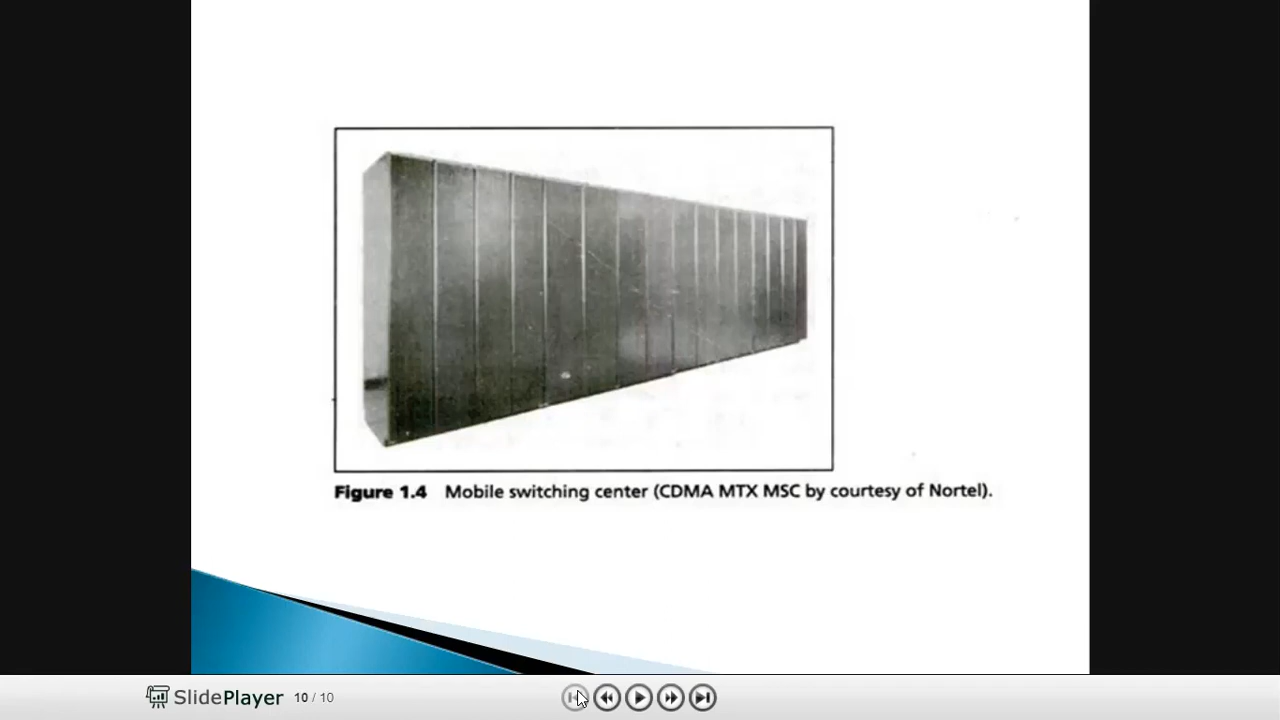 Figure 1.4 Mobile switching center (CDMA MTX MSC by courtesy of Nortel).
SlidePlayer 10 / 10